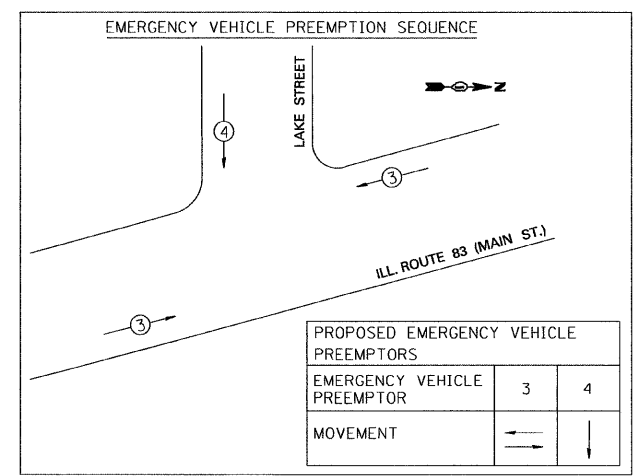 EMERGENCY VEHICLE PREEMPTION SEQUENCE
LAKE STREET
N
4
3
ILL. ROUTE 83 (MAIN ST.)
3
PROPOSED EMERGENCY VEHICLE
PREEMPTORS
EMERGENCY VEHICLE
PREEMPTOR
3
4
MOVEMENT